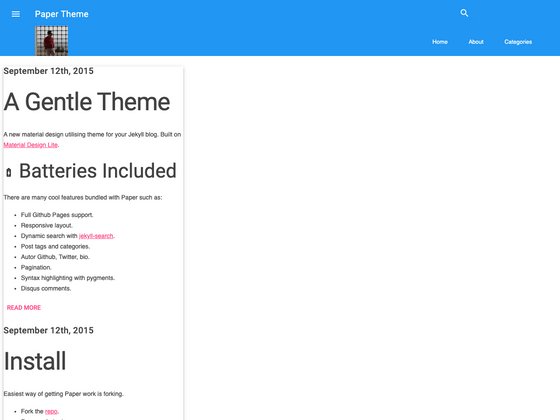 Paper Theme
Home
About
Categories
September 12th, 2015
A Gentle Theme
A new material design utilising theme for your Jekyll blog. Built on
Material Design Lite.
Batteries Included
There are many cool features bundled with Paper such as:
Full Github Pages support.
Responsive layout.
Dynamic search with jekyll-search.
Post tags and categories.
Autor Github, Twitter, bio.
Pagination.
Syntax highlighting with pygments.
Disqus comments.
READ MORE
September 12th, 2015
Install
Easiest way of getting Paper work is forking.
Fork the repo.